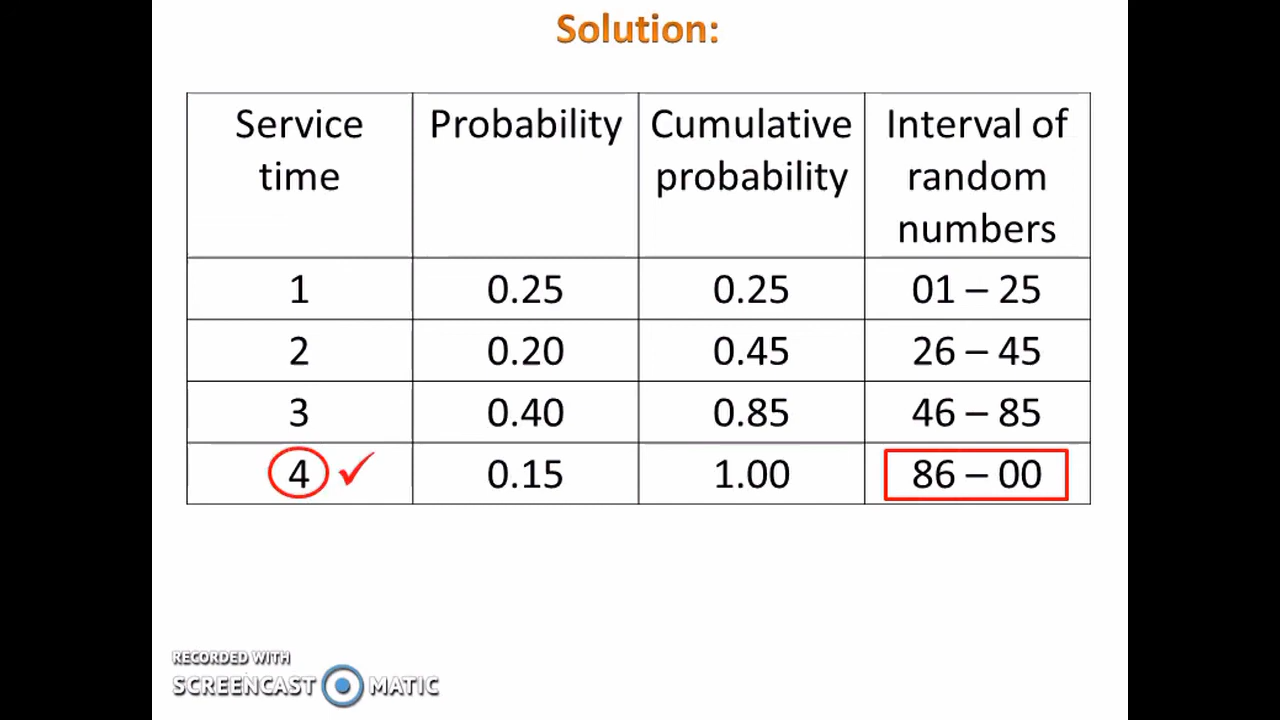 Solution:
Service time Probability Cumulative probability Interval of random numbers
1 0.25 0.25 01 – 25
2 0.20 0.45 26 – 45
3 0.40 0.85 46 – 85
4 0.15 1.00 86 – 00
RECORDED WITH
SCREENCAST MATIC